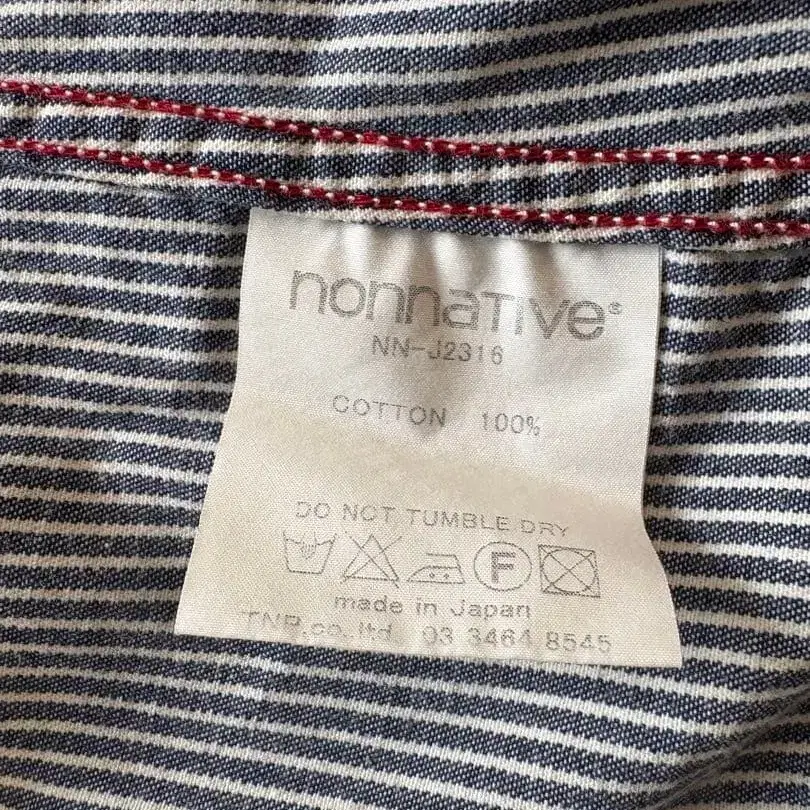 nonnative®
NN-J2316
COTTON 100%
DO NOT TUMBLE DRY
F
made in Japan
TNP.co.,ltd. 03 3464 8545